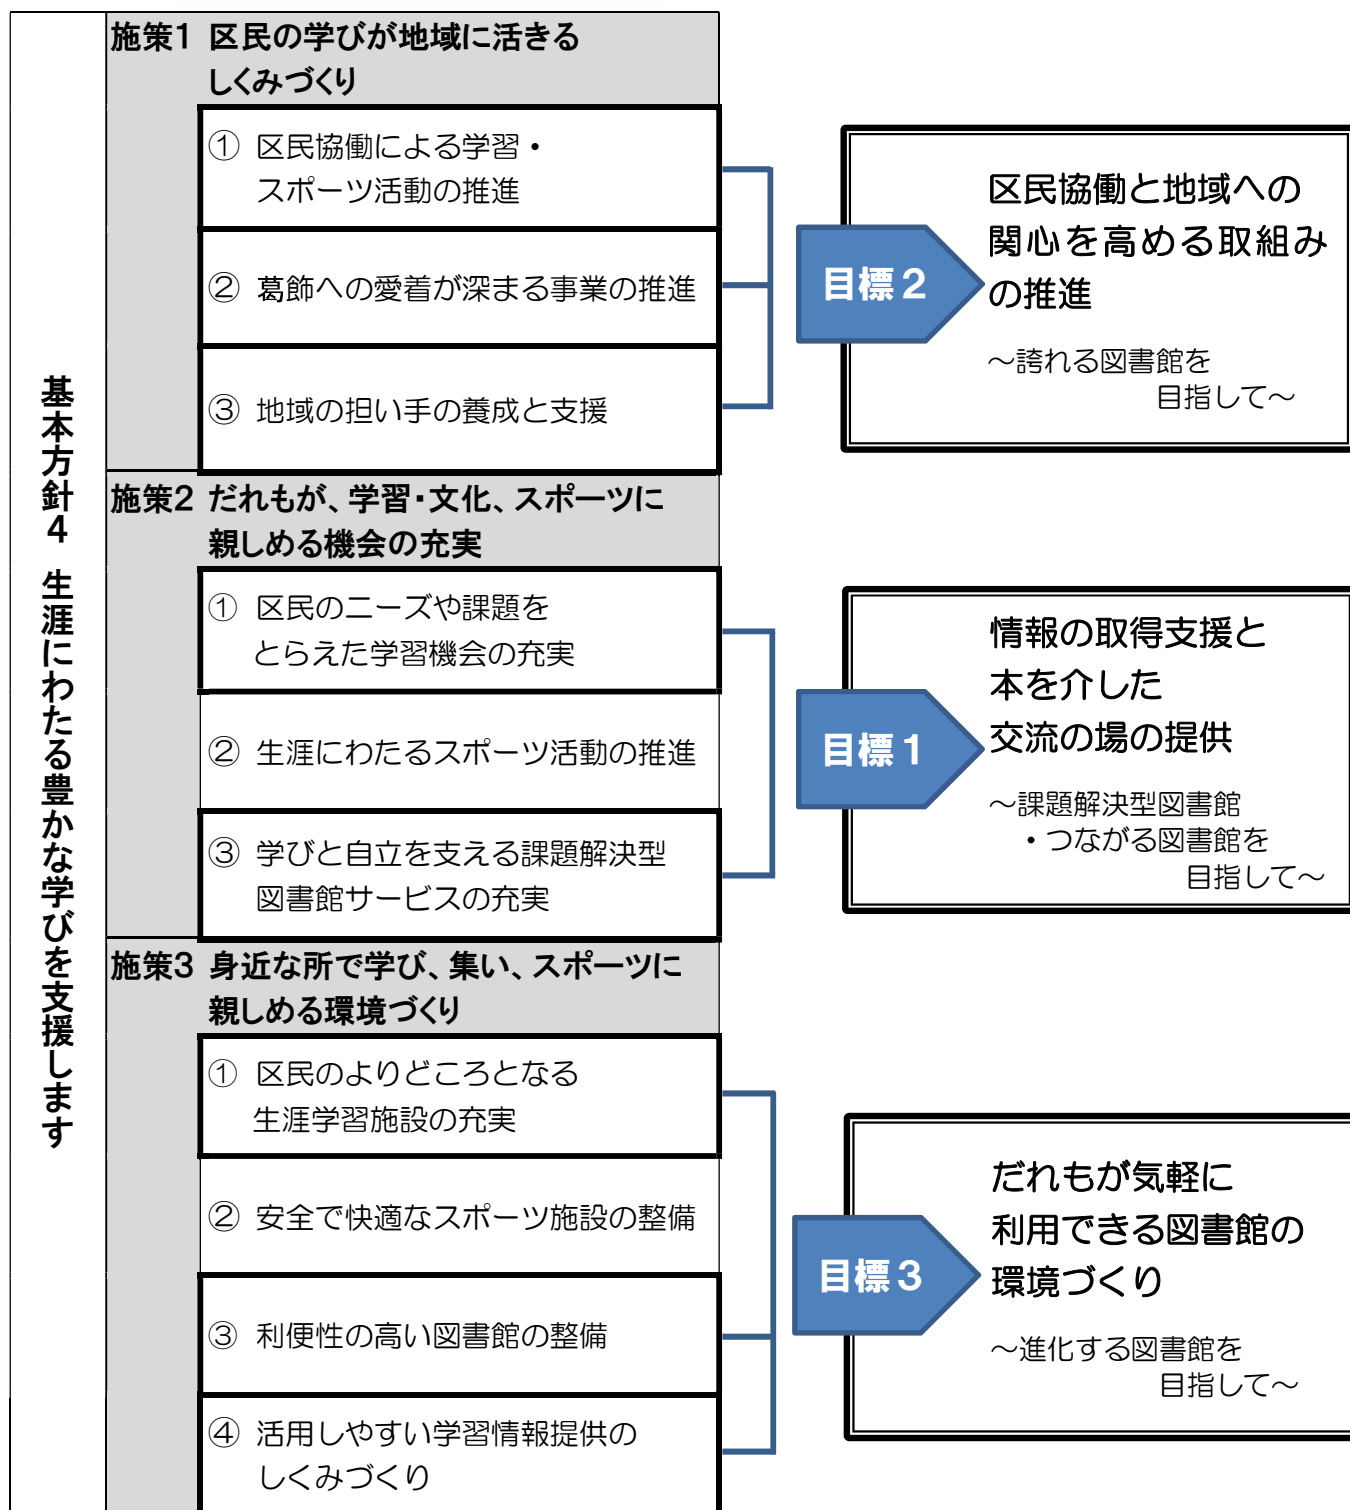 基本方針4 生涯にわたる豊かな学びを支援します
施策1 区民の学びが地域に活きる
しくみづくり
① 区民協働による学習・
スポーツ活動の推進
② 葛飾への愛着が深まる事業の推進
③ 地域の担い手の養成と支援
目標2
区民協働と地域への
関心を高める取組み
の推進
～誇れる図書館を
目指して～
施策2 だれもが、学習・文化、スポーツに
親しめる機会の充実
① 区民のニーズや課題を
とらえた学習機会の充実
② 生涯にわたるスポーツ活動の推進
③ 学びと自立を支える課題解決型
図書館サービスの充実
目標1
情報の取得支援と
本を介した
交流の場の提供
～課題解決型図書館
・つながる図書館を
目指して～
施策3 身近な所で学び、集い、スポーツに
親しめる環境づくり
① 区民のよりどころとなる
生涯学習施設の充実
② 安全で快適なスポーツ施設の整備
③ 利便性の高い図書館の整備
④ 活用しやすい学習情報提供の
しくみづくり
目標3
だれもが気軽に
利用できる図書館の
環境づくり
～進化する図書館を
目指して～